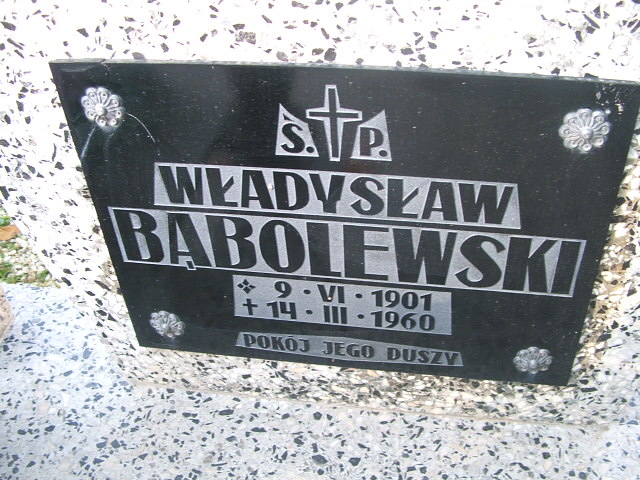 Ś. P.
WŁADYSŁAW
BĄBOLEWSKI
9 · VI · 1901
14 · III · 1960
POKÓJ JEGO DUSZY